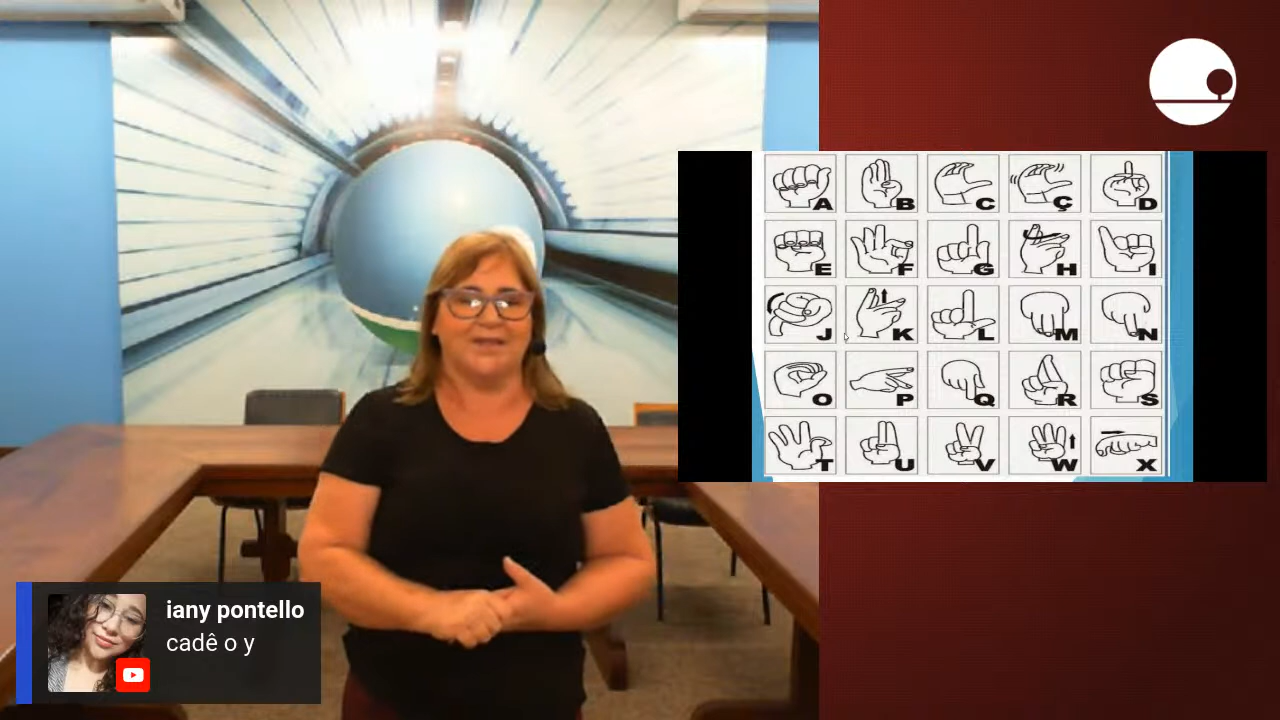 A B C Ç D
E F G H I
J K L M N
O P Q R S
T U V W X
iany pontello
cadê o y